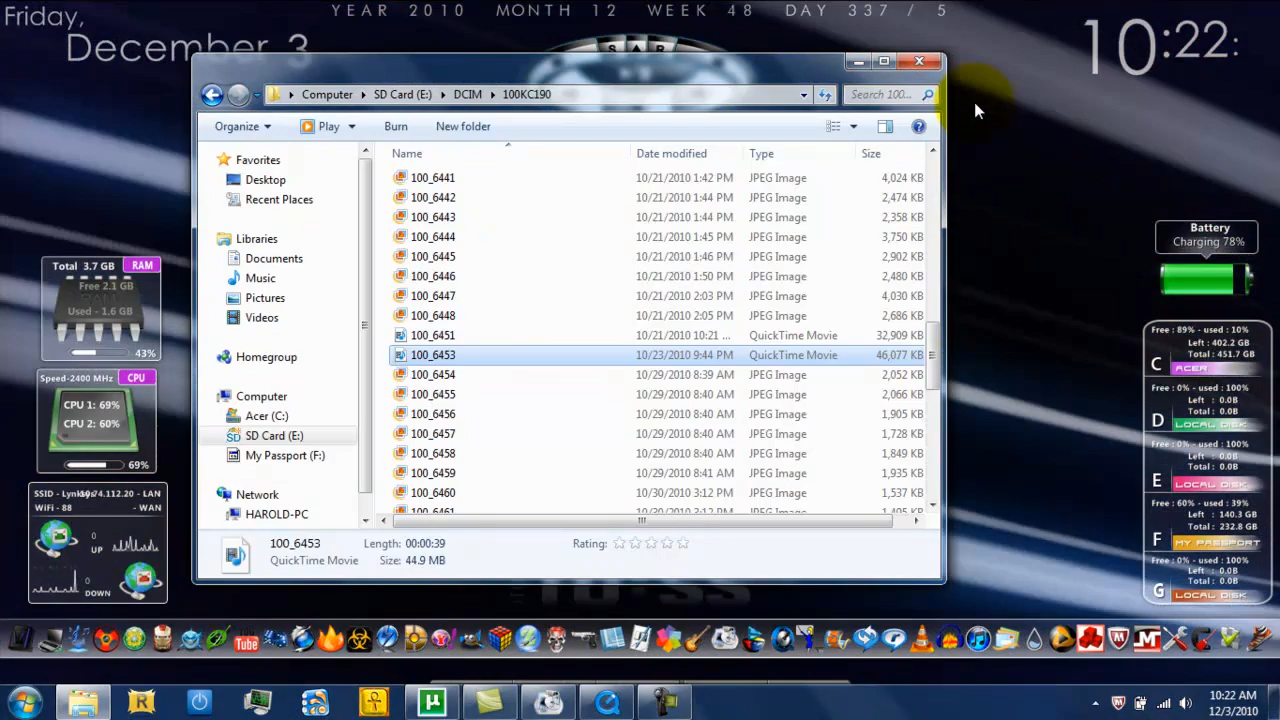 Friday,
December 3
YEAR 2010 MONTH 12 WEEK 48 DAY 337 / 5
10:22:
Computer SD Card (E:) DCIM 100KC190
Search 100...
Organize Play Burn New folder
Name Date modified Type Size
100_6441 10/21/2010 1:42 PM JPEG Image 4,024 KB
100_6442 10/21/2010 1:44 PM JPEG Image 2,474 KB
100_6443 10/21/2010 1:44 PM JPEG Image 2,358 KB
100_6444 10/21/2010 1:45 PM JPEG Image 3,750 KB
100_6445 10/21/2010 1:46 PM JPEG Image 2,902 KB
100_6446 10/21/2010 1:50 PM JPEG Image 2,480 KB
100_6447 10/21/2010 2:03 PM JPEG Image 4,030 KB
100_6448 10/21/2010 2:05 PM JPEG Image 2,686 KB
100_6451 10/21/2010 10:21 ... QuickTime Movie 32,909 KB
100_6453 10/23/2010 9:44 PM QuickTime Movie 46,077 KB
100_6454 10/29/2010 8:39 AM JPEG Image 2,052 KB
100_6455 10/29/2010 8:40 AM JPEG Image 2,066 KB
100_6456 10/29/2010 8:40 AM JPEG Image 1,905 KB
100_6457 10/29/2010 8:40 AM JPEG Image 1,728 KB
100_6458 10/29/2010 8:40 AM JPEG Image 1,849 KB
100_6459 10/29/2010 8:41 AM JPEG Image 1,935 KB
100_6460 10/30/2010 3:12 PM JPEG Image 1,537 KB
100_6461 10/30/2010 3:12 PM JPEG Image 1,495 KB
Favorites
Desktop
Recent Places
Libraries
Documents
Music
Pictures
Videos
Homegroup
Computer
Acer (C:)
SD Card (E:)
My Passport (F:)
Network
HAROLD-PC
100_6453 Length: 00:00:39 Rating:
QuickTime Movie Size: 44.9 MB
Total 3.7 GB RAM
Free 2.1 GB
Used - 1.6 GB
43%
Speed-2400 MHz CPU
CPU 1: 69%
CPU 2: 60%
69%
SSID - 74.112.20 - LAN
WiFi - 88 - WAN
0
UP
0
DOWN
Battery
Charging 78%
Free : 89% - used : 10%
Left : 402.2 GB
Total : 451.7 GB
C ACER
Free : 0% - used : 100%
Left : 0.0B
Total : 0.0B
D LOCAL DISK
Free : 0% - used : 100%
Left : 0.0B
Total : 0.0B
E LOCAL DISK
Free : 60% - used : 39%
Left : 140.3 GB
Total : 232.8 GB
F MY PASSPORT
Free : 0% - used : 100%
Left : 0.0B
Total : 0.0B
G LOCAL DISK
You Tube
10:22 AM
12/3/2010